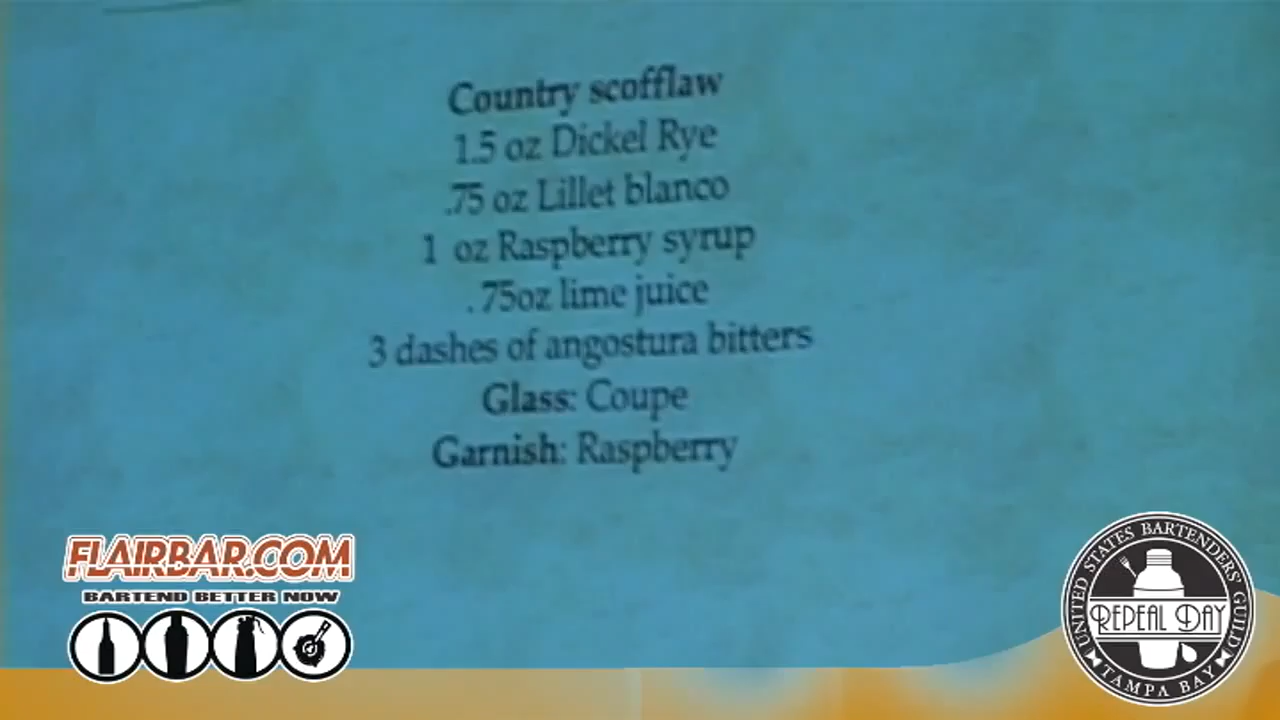 Country scofflaw
1.5 oz Dickel Rye
.75 oz Lillet blanco
1 oz Raspberry syrup
.75oz lime juice
3 dashes of angostura bitters
Glass: Coupe
Garnish: Raspberry
FLAIRBAR.COM
BARTEND BETTER NOW
UNITED STATES BARTENDERS' GUILD
REPEAL DAY
TAMPA BAY